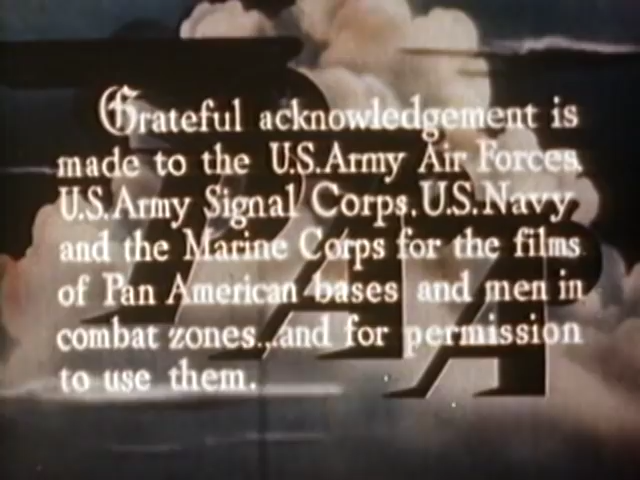 Grateful acknowledgement is
made to the U.S. Army Air Forces,
U.S. Army Signal Corps, U.S. Navy
and the Marine Corps for the films
of Pan American bases and men in
combat zones...and for permission
to use them.
PAA